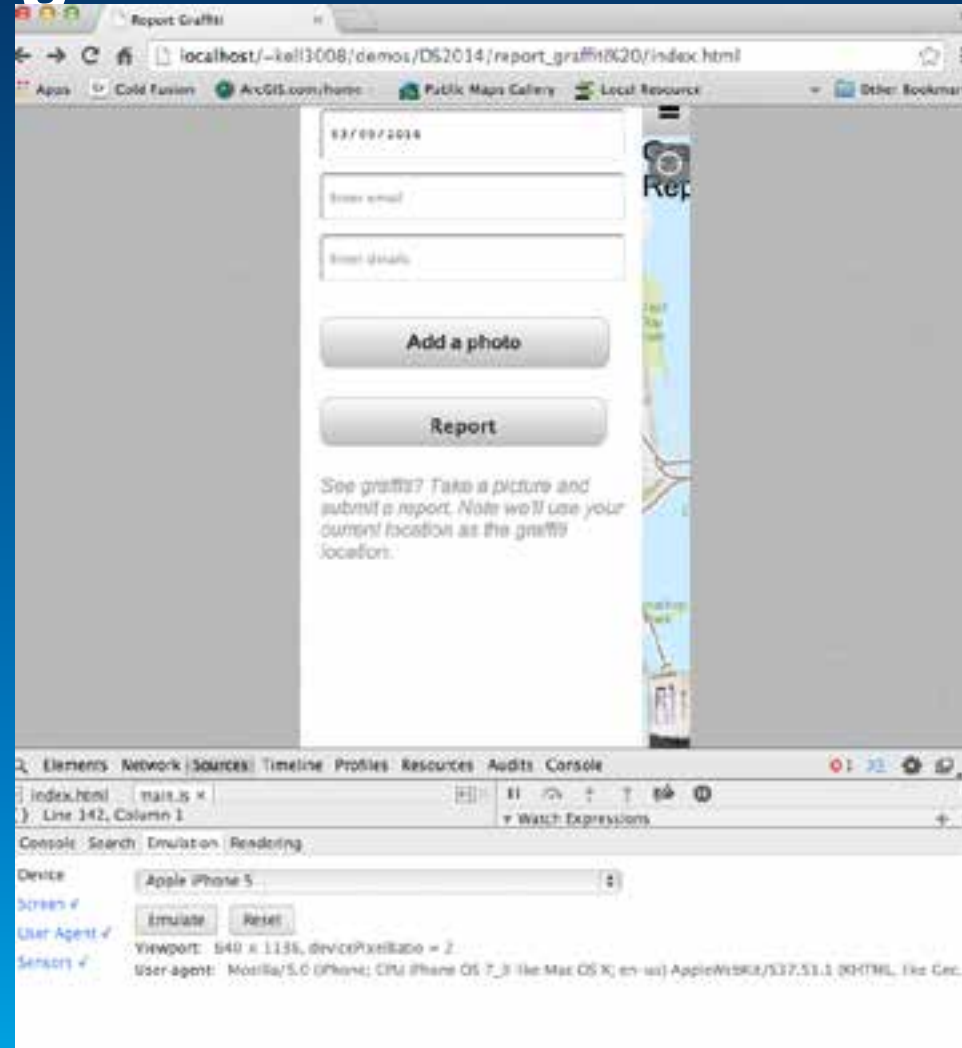 Report Graffiti
localhost/~kell3008/demos/DS2014/report_graffiti%20/index.html
Apps Cold Fusion ArcGIS.com/home Public Maps Gallery Local Resource Other Bookmar
Enter email
Enter details
Rep
Add a photo
Report
See graffiti? Take a picture and
submit a report. Note we'll use your
current location as the graffiti
location.
Elements Network Sources Timeline Profiles Resources Audits Console
index.html main.js ×
{} Line 142, Column 1
Watch Expressions
Console Search Emulation Rendering
Device
Apple iPhone 5
Screen ✓
Emulate Reset
User Agent ✓
Viewport: 640 x 1136, devicePixelRatio = 2
Sensors ✓
User agent: Mozilla/5.0 (iPhone; CPU iPhone OS 7_3 like Mac OS X; en-us) AppleWebKit/537.51.1 (KHTML, like Gec